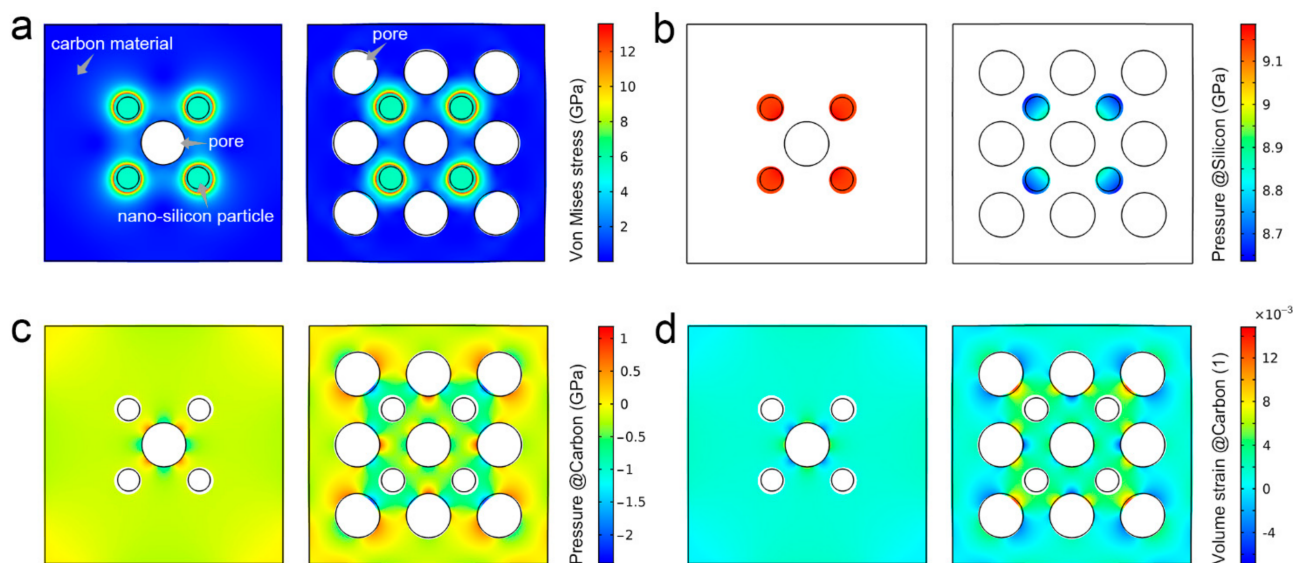 a
carbon material
pore
nano-silicon particle
pore
12
10
8
6
4
2
Von Mises stress (GPa)
b
9.1
9
8.9
8.8
8.7
Pressure @Silicon (GPa)
c
1
0.5
0
−0.5
−1
−1.5
−2
Pressure @Carbon (GPa)
d
×10⁻³
12
8
4
0
−4
Volume strain @Carbon (1)